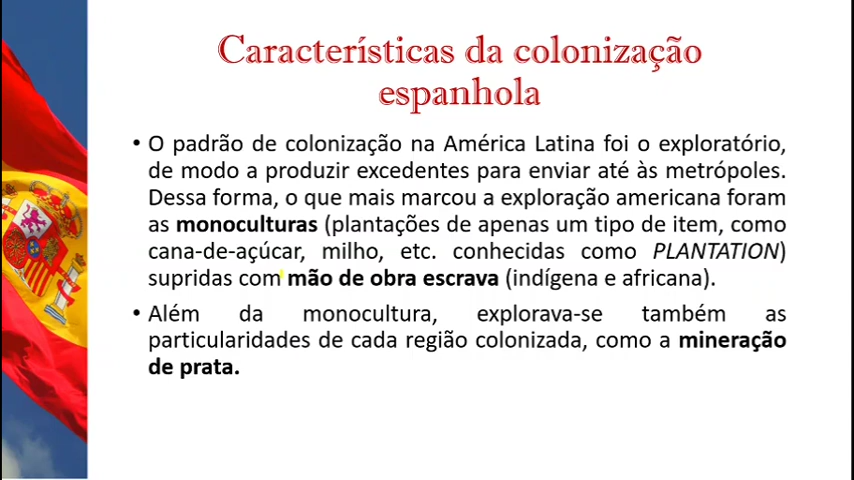 Características da colonização
espanhola
• O padrão de colonização na América Latina foi o exploratório,
de modo a produzir excedentes para enviar até às metrópoles.
Dessa forma, o que mais marcou a exploração americana foram
as monoculturas (plantações de apenas um tipo de item, como
cana-de-açúcar, milho, etc. conhecidas como PLANTATION)
supridas com mão de obra escrava (indígena e africana).
• Além da monocultura, explorava-se também as
particularidades de cada região colonizada, como a mineração
de prata.